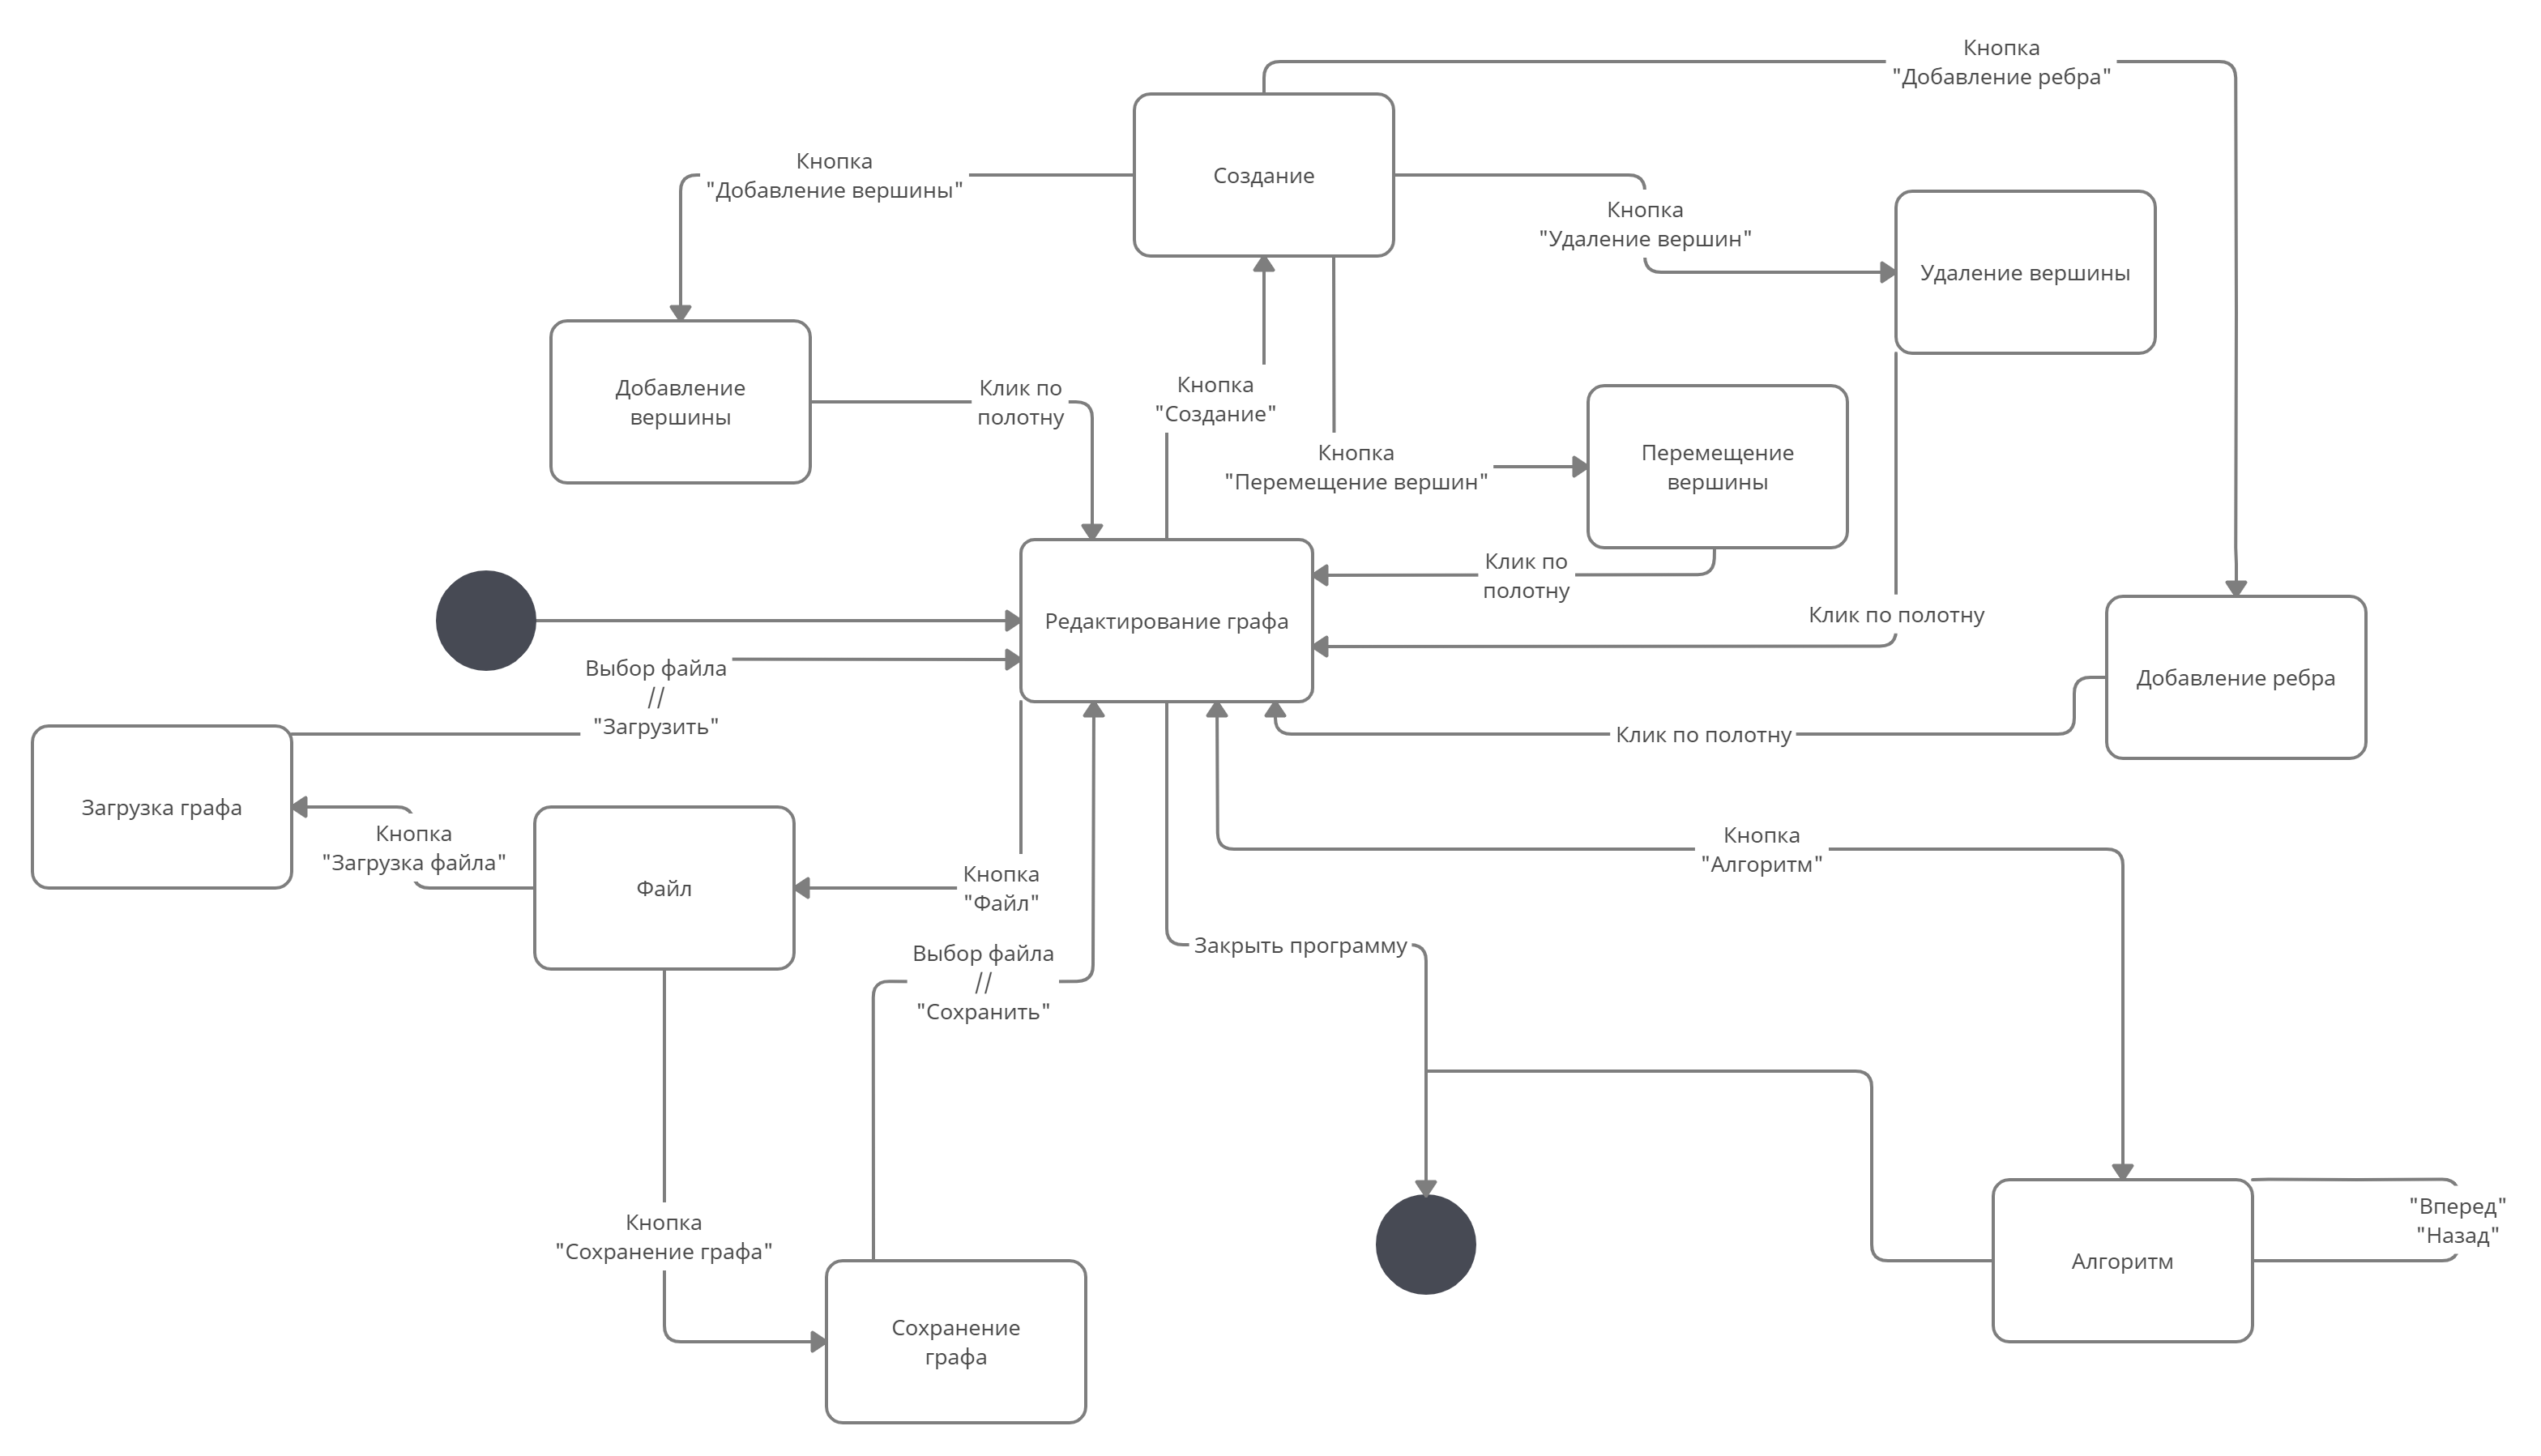 Кнопка
"Добавление ребра"
Кнопка
"Добавление вершины"
Создание
Кнопка
"Удаление вершин"
Удаление вершины
Добавление
вершины
Клик по
полотну
Кнопка
"Создание"
Кнопка
"Перемещение вершин"
Перемещение
вершины
Клик по
полотну
Редактирование графа
Клик по полотну
Добавление ребра
Выбор файла
//
"Загрузить"
Клик по полотну
Загрузка графа
Кнопка
"Загрузка файла"
Файл
Кнопка
"Файл"
Кнопка
"Алгоритм"
Закрыть программу
Выбор файла
//
"Сохранить"
Кнопка
"Сохранение графа"
"Вперед"
"Назад"
Алгоритм
Сохранение
графа